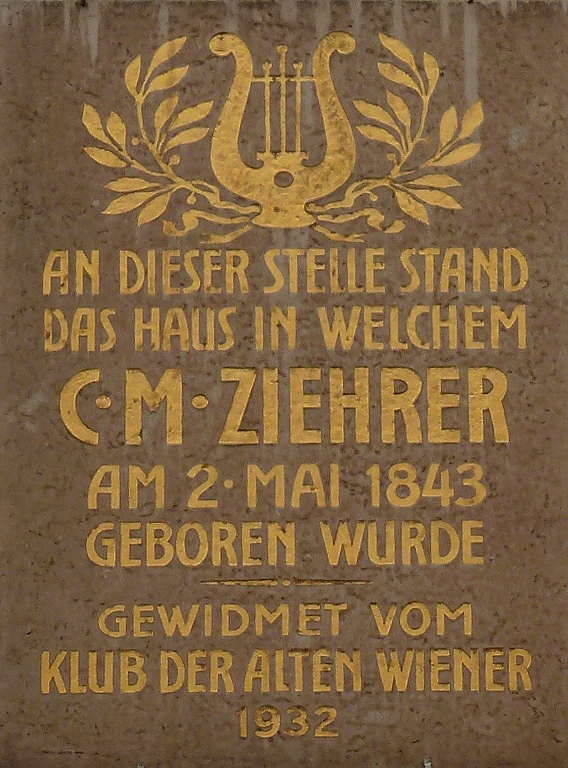 AN DIESER STELLE STAND
DAS HAUS IN WELCHEM
C·M·ZIEHRER
AM 2·MAI 1843
GEBOREN WURDE
GEWIDMET VOM
KLUB DER ALTEN WIENER
1932